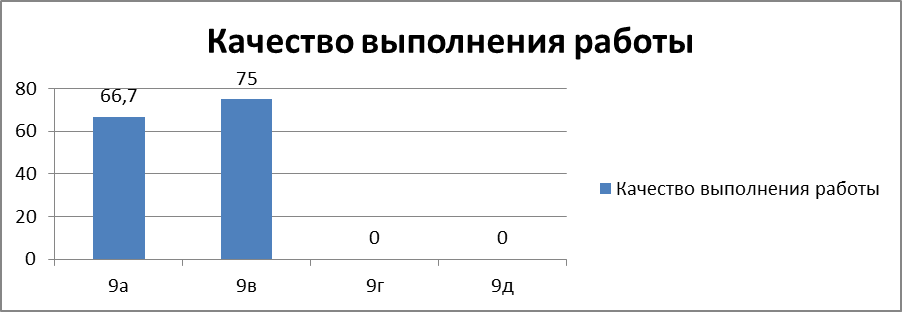 Качество выполнения работы
80
60
40
20
0
66,7
75
0
0
9а
9в
9г
9д
Качество выполнения работы